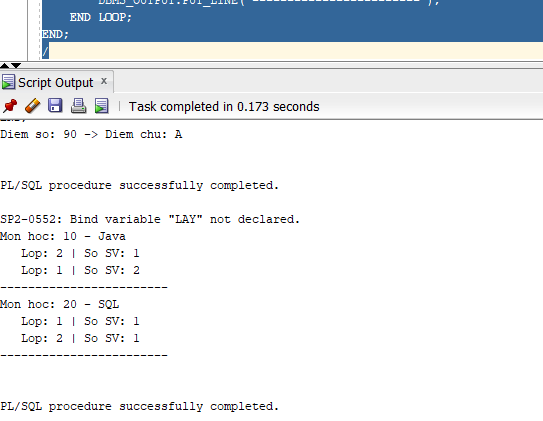 DBMS_OUTPUT.PUT_LINE('------------------------');
    END LOOP;
END;
/
Script Output x
Task completed in 0.173 seconds
END;
Diem so: 90 -> Diem chu: A
PL/SQL procedure successfully completed.
SP2-0552: Bind variable "LAY" not declared.
Mon hoc: 10 - Java
   Lop: 2 | So SV: 1
   Lop: 1 | So SV: 2
------------------------
Mon hoc: 20 - SQL
   Lop: 1 | So SV: 1
   Lop: 2 | So SV: 1
------------------------
PL/SQL procedure successfully completed.